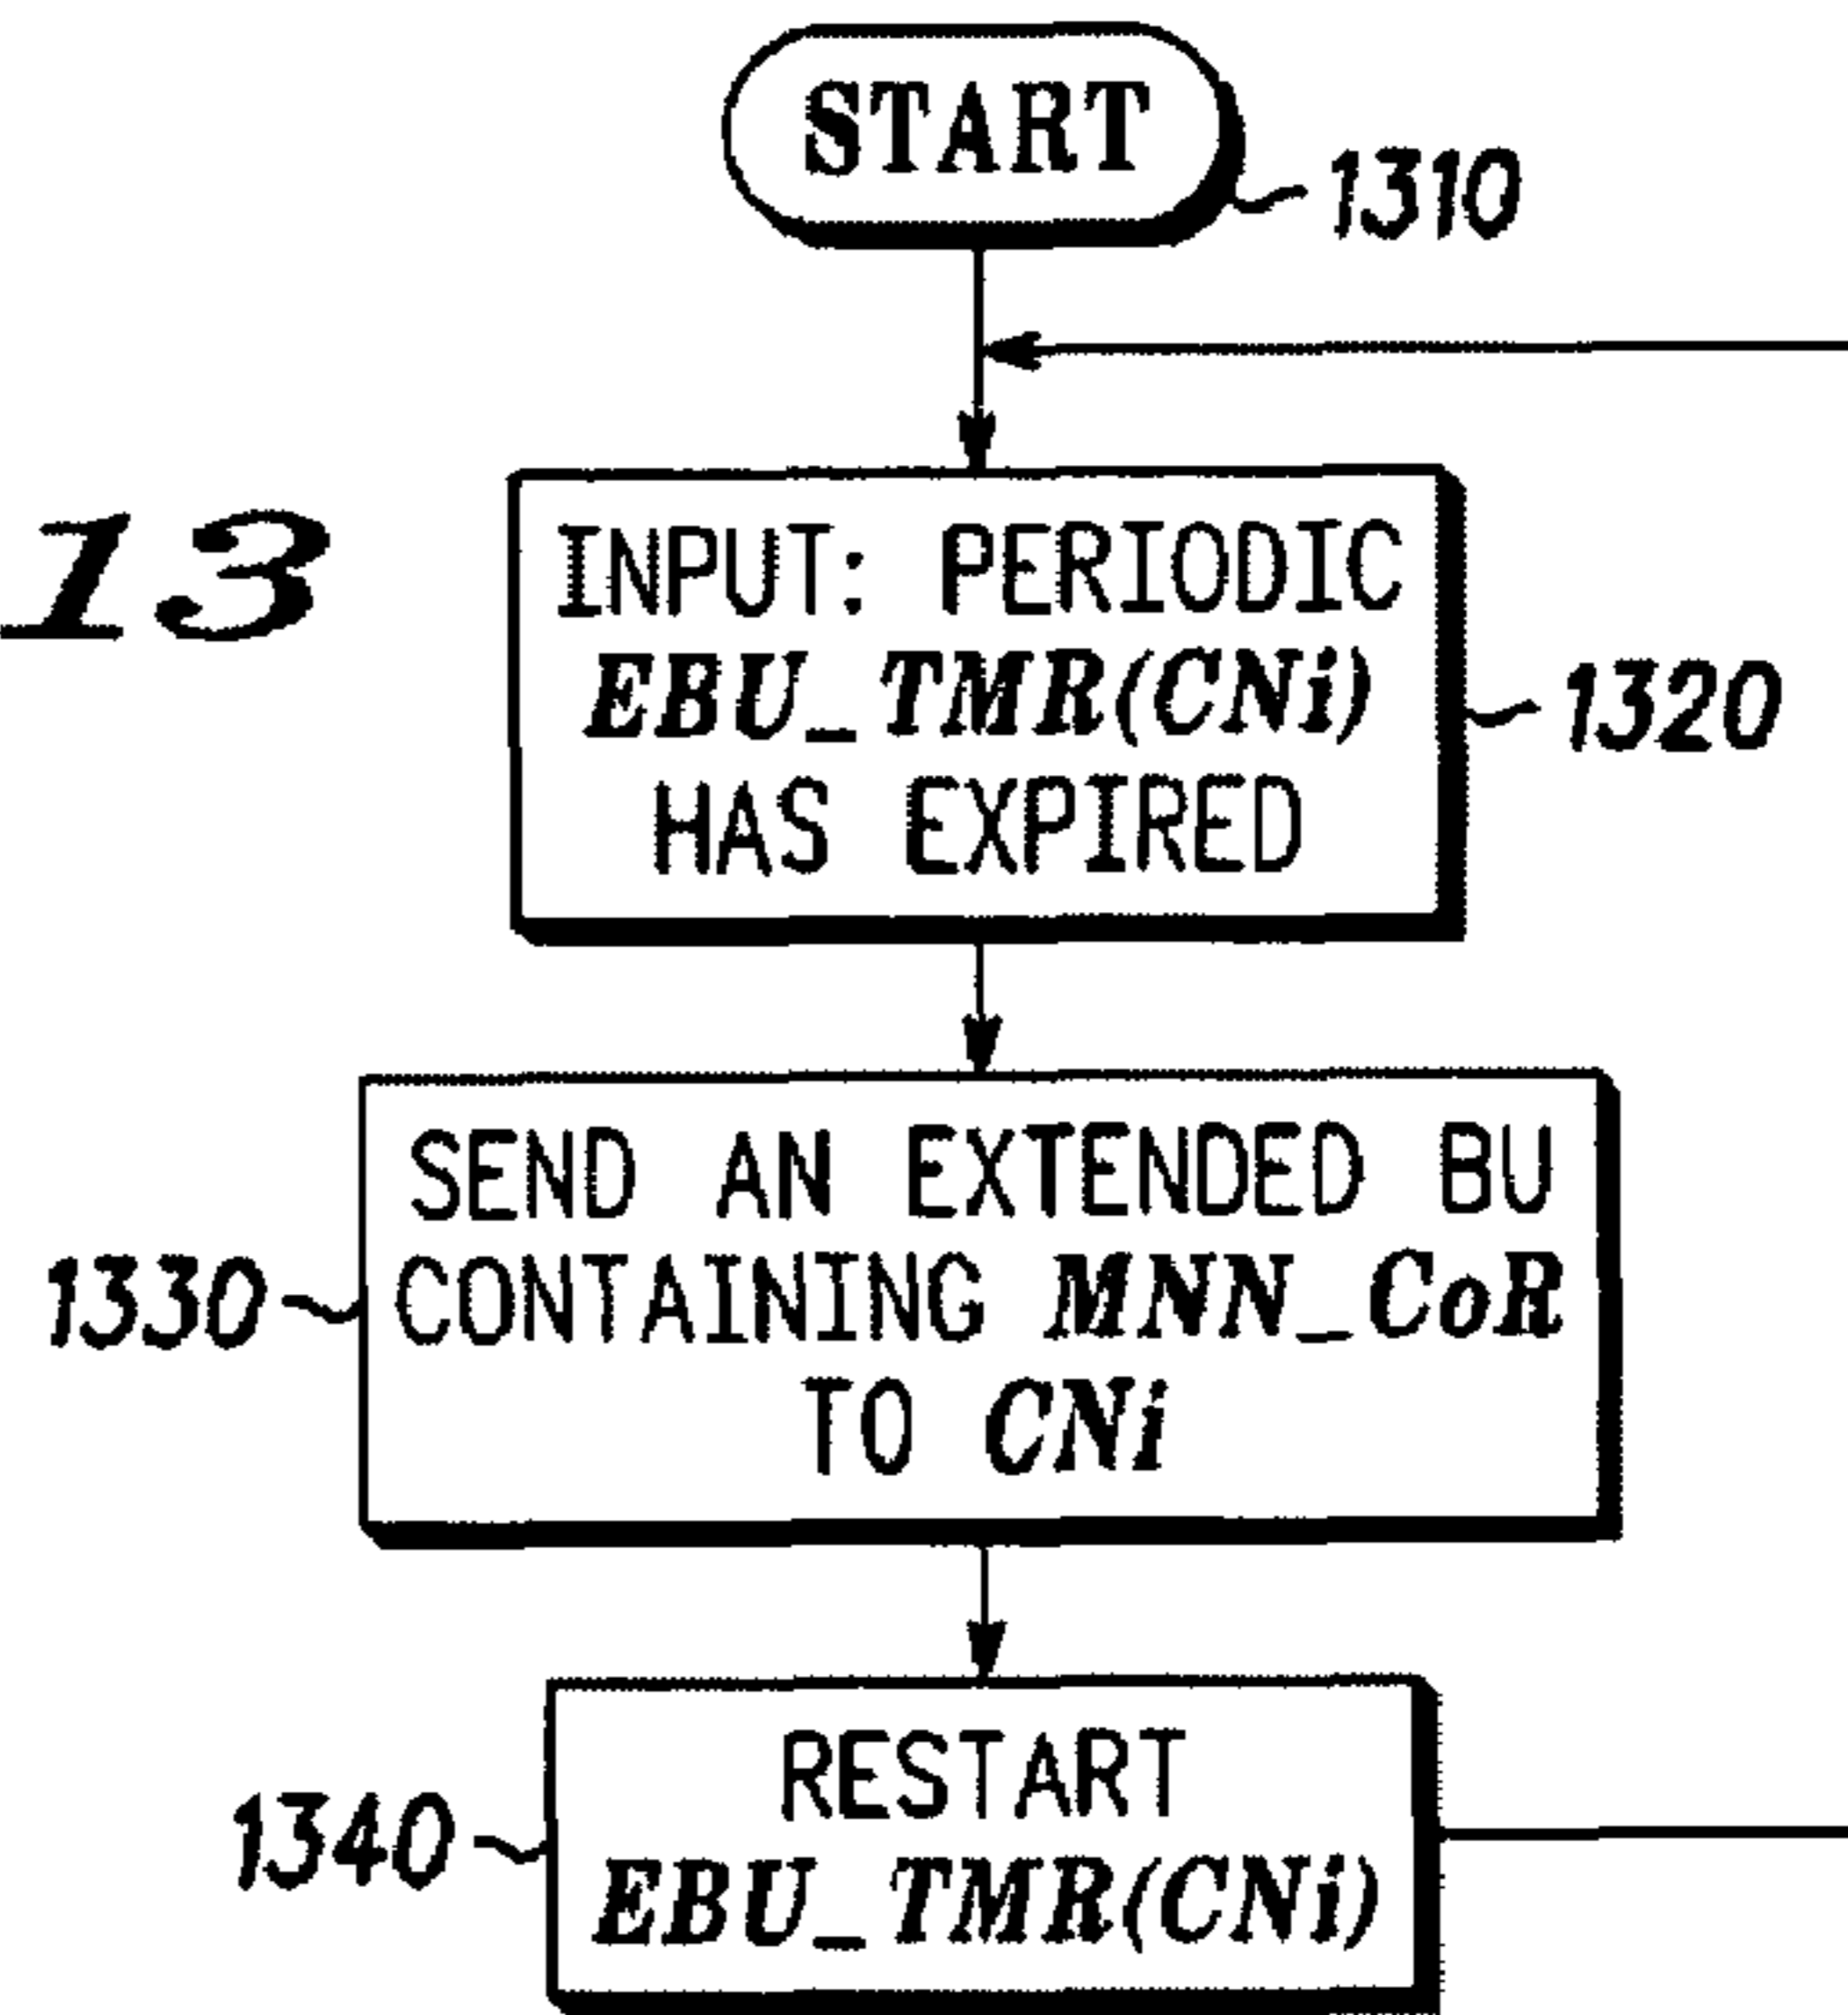 START
1310
13
INPUT: PERIODIC
EBU_TMR(CNi)
HAS EXPIRED
1320
SEND AN EXTENDED BU
CONTAINING MNN_CoR
TO CNi
1330
RESTART
EBU_TMR(CNi)
1340